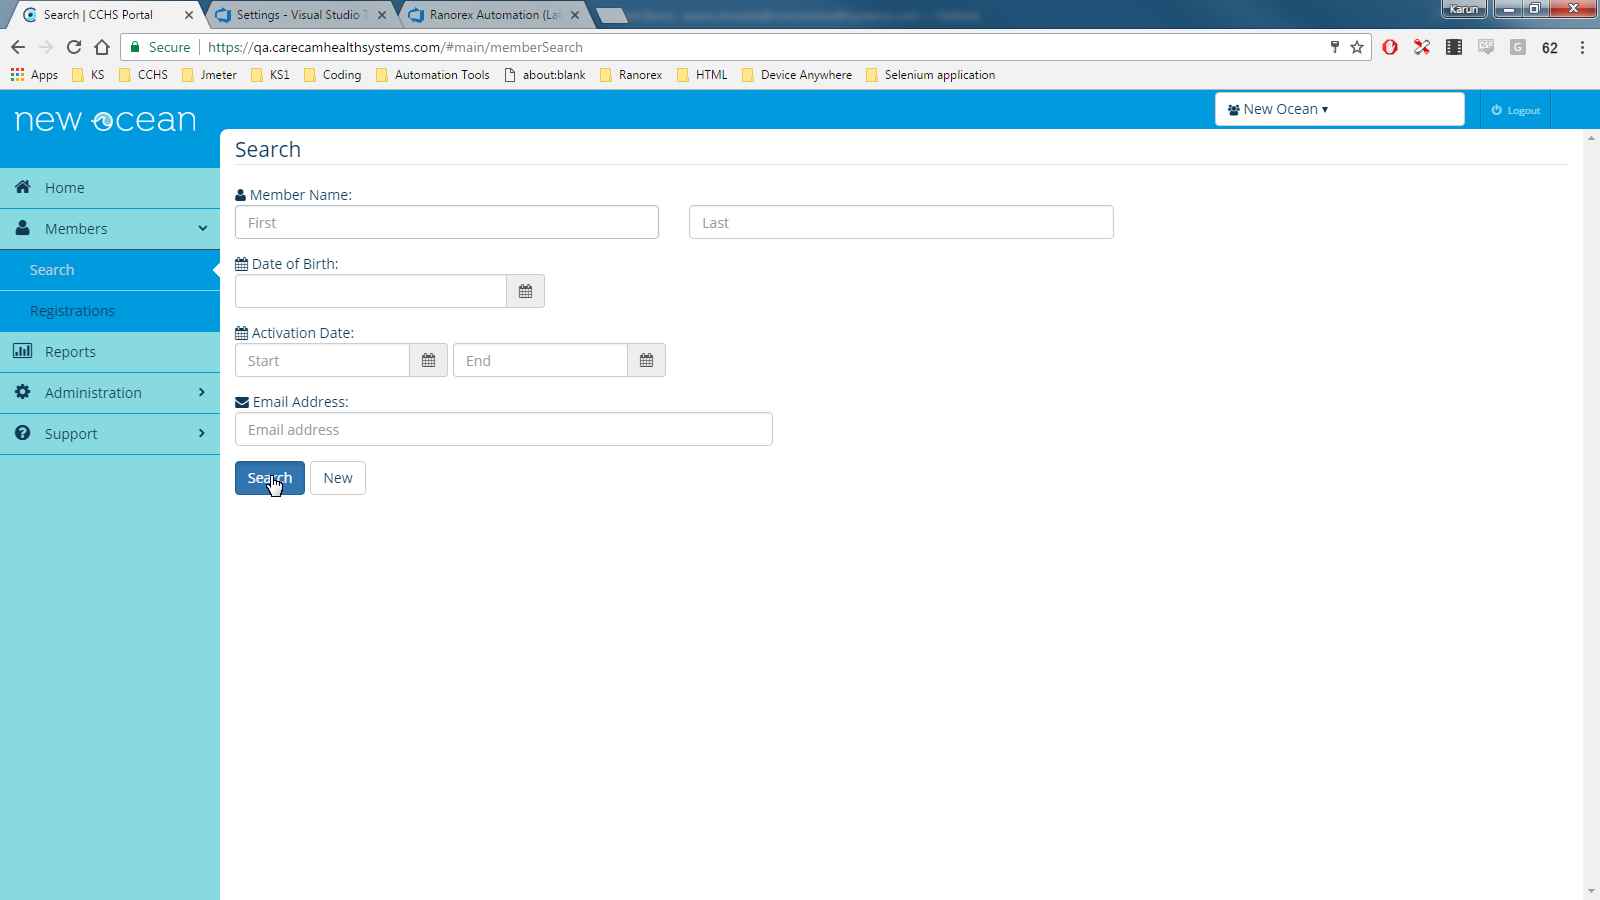 Search | CCHS Portal
Settings - Visual Studio T
Ranorex Automation (La
Karun
Secure
https://qa.carecamhealthsystems.com/#main/memberSearch
CSP
G
62
Apps
KS
CCHS
Jmeter
KS1
Coding
Automation Tools
about:blank
Ranorex
HTML
Device Anywhere
Selenium application
new ocean
New Ocean
Logout
Home
Members
Search
Registrations
Reports
Administration
Support
Search
Member Name:
First
Last
Date of Birth:
Activation Date:
Start
End
Email Address:
Email address
Search
New